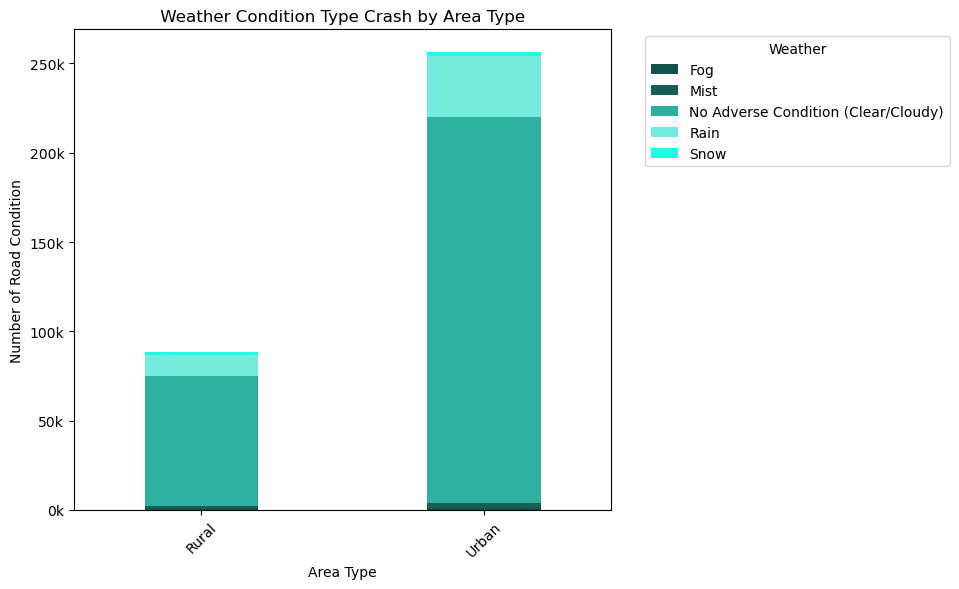 Weather Condition Type Crash by Area Type
Number of Road Condition
250k
200k
150k
100k
50k
0k
Rural
Urban
Area Type
Weather
Fog
Mist
No Adverse Condition (Clear/Cloudy)
Rain
Snow